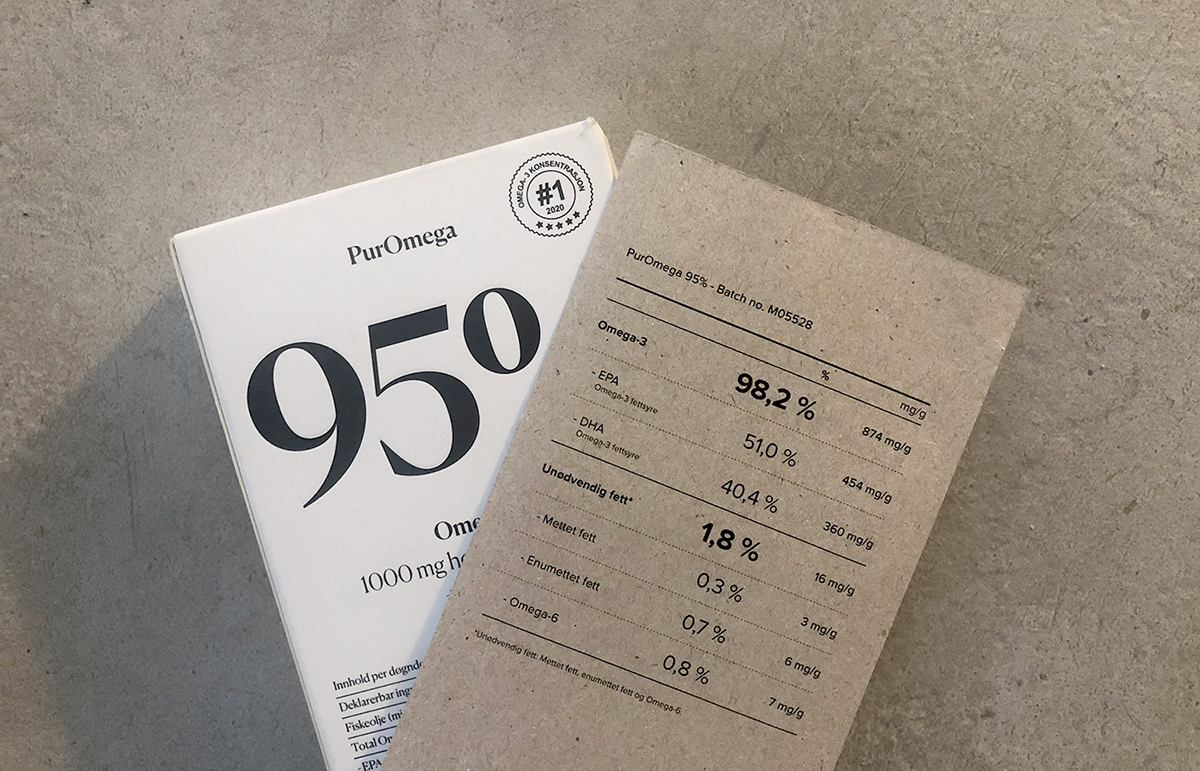 OMEGA-3 KONSENTRASJON
#1
2020
PurOmega
95%
Ome
1000 mg
Innhold per døgndo
Deklarerbar ing
Fiskeolje (mi
Total Om
-EPA
PurOmega 95% - Batch no. M05528
% mg/g
Omega-3 98,2 % 874 mg/g
- EPA 51,0 % 454 mg/g
Omega-3 fettsyre
- DHA 40,4 % 360 mg/g
Omega-3 fettsyre
Unødvendig fett* 1,8 % 16 mg/g
- Mettet fett 0,3 % 3 mg/g
- Enumettet fett 0,7 % 6 mg/g
- Omega-6 0,8 % 7 mg/g
*Unødvendig fett: Mettet fett, enumettet fett og Omega-6.